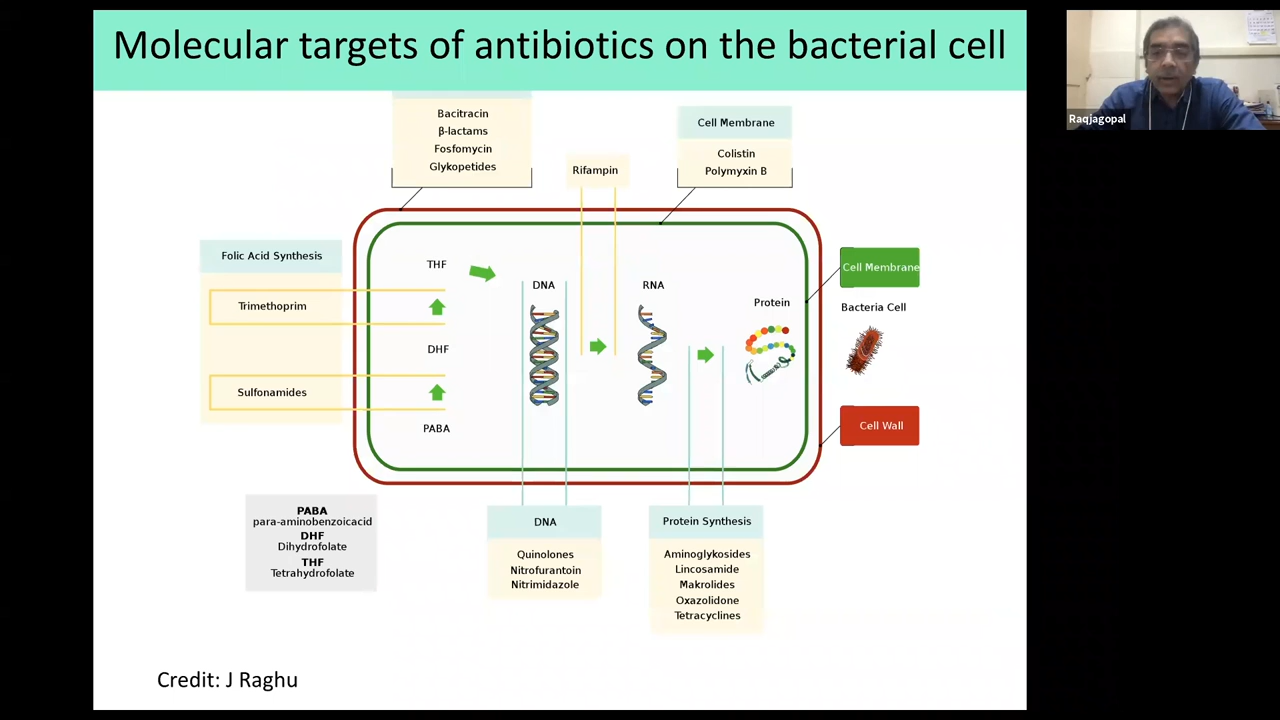 Molecular targets of antibiotics on the bacterial cell
Raqjagopal
Bacitracin
β-lactams
Fosfomycin
Glykopetides
Rifampin
Cell Membrane
Colistin
Polymyxin B
Folic Acid Synthesis
Trimethoprim
Sulfonamides
THF
DHF
PABA
DNA
RNA
Protein
Cell Membrane
Bacteria Cell
Cell Wall
PABA
para-aminobenzoicacid
DHF
Dihydrofolate
THF
Tetrahydrofolate
DNA
Quinolones
Nitrofurantoin
Nitrimidazole
Protein Synthesis
Aminoglykosides
Lincosamide
Makrolides
Oxazolidone
Tetracyclines
Credit: J Raghu